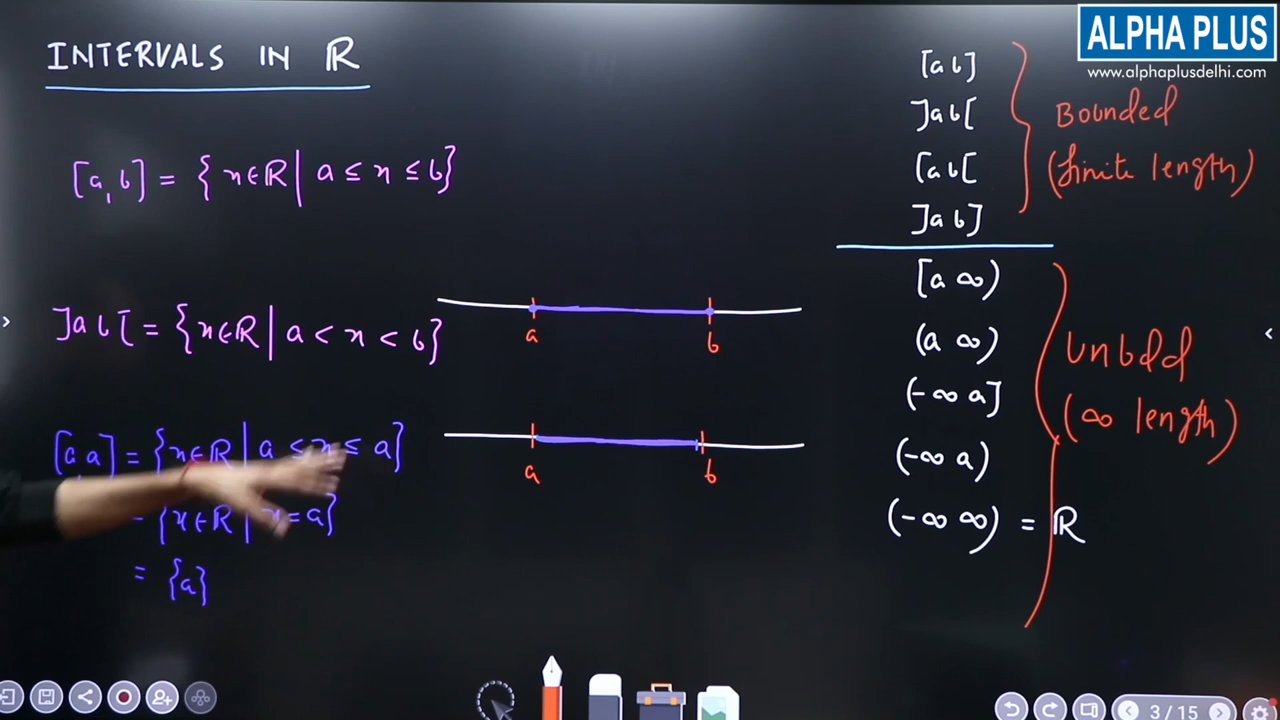 INTERVALS IN ℝ
[a, b] = { x∈ℝ | a ≤ x ≤ b}
]a b[ = {x∈ℝ | a < x < b}
[a, a] = {x∈ℝ | a ≤ x ≤ a}
= {x∈ℝ | x = a}
= {a}
a b
a b
[a b]
]a b[
[a b[
]a b]
Bounded
(finite length)
[a ∞)
(a ∞)
(-∞ a]
(-∞ a)
(-∞ ∞) = ℝ
Unbdd
(∞ length)
ALPHA PLUS
www.alphaplusdelhi.com
3 / 15